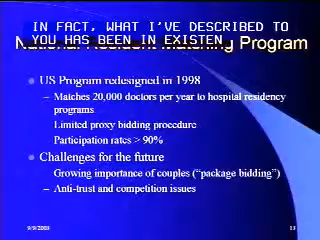 IN FACT, WHAT I'VE DESCRIBED TO
YOU HAS BEEN IN EXISTEN
National Resident Matching Program
US Program redesigned in 1998
– Matches 20,000 doctors per year to hospital residency
programs
Limited proxy bidding procedure
Participation rates > 90%
Challenges for the future
Growing importance of couples ("package bidding")
– Anti-trust and competition issues
9/9/2003
13